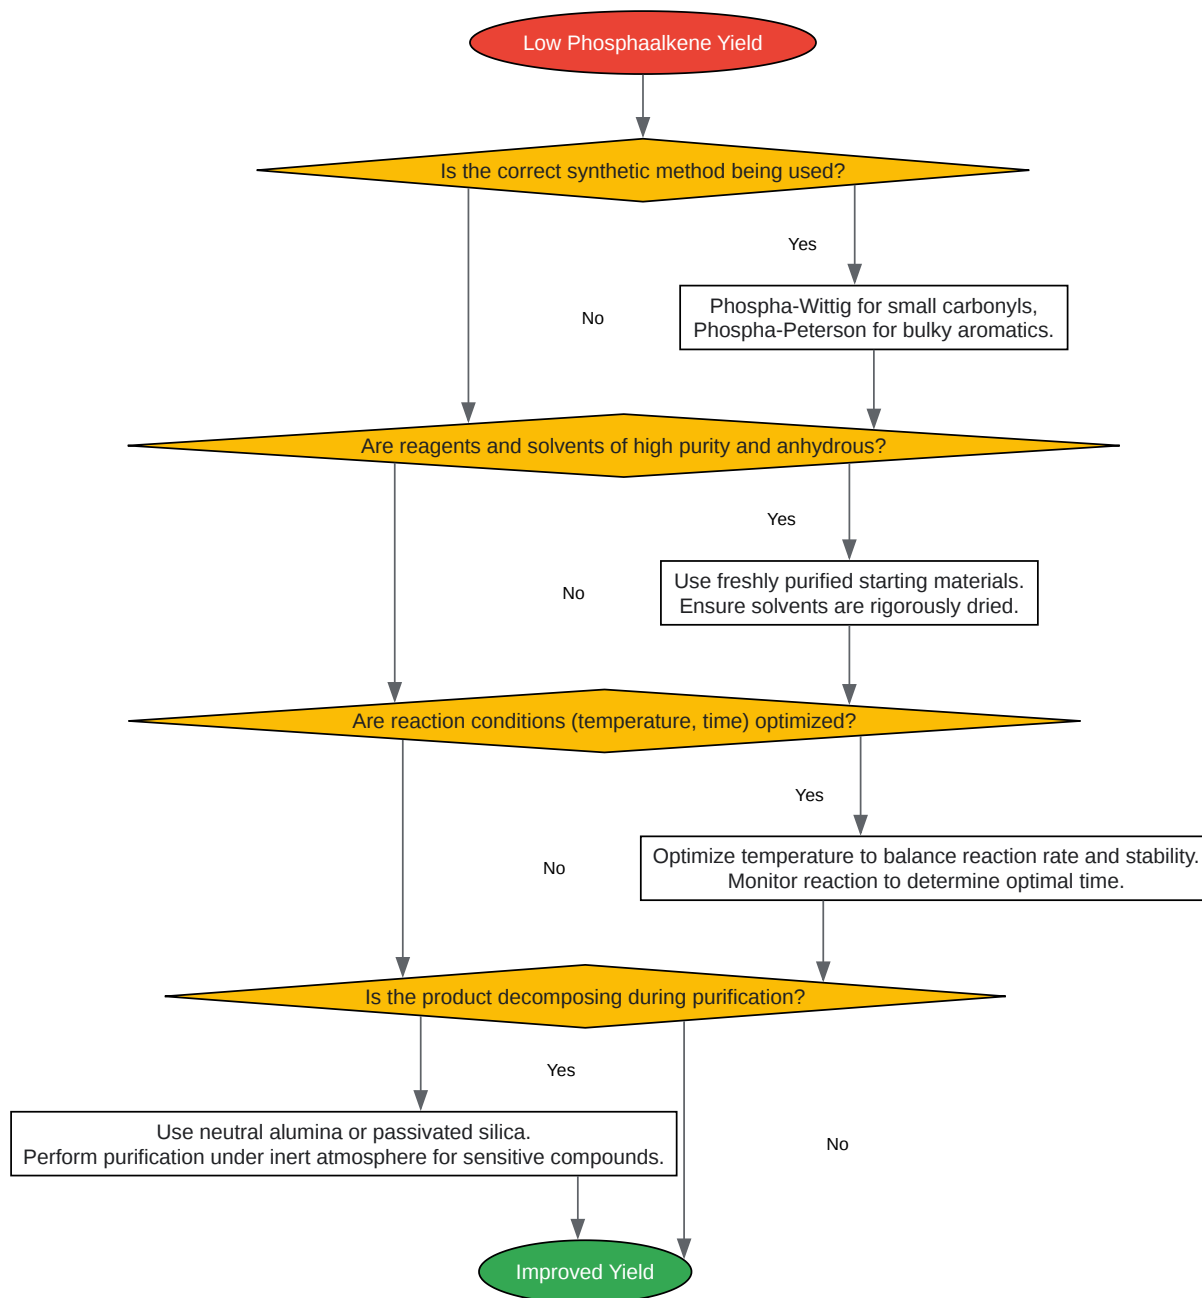 Low Phosphaalkene Yield
Is the correct synthetic method being used?
Yes
No
Phospha-Wittig for small carbonyls,
Phospha-Peterson for bulky aromatics.
Are reagents and solvents of high purity and anhydrous?
Yes
No
Use freshly purified starting materials.
Ensure solvents are rigorously dried.
Are reaction conditions (temperature, time) optimized?
Yes
No
Optimize temperature to balance reaction rate and stability.
Monitor reaction to determine optimal time.
Is the product decomposing during purification?
Yes
No
Use neutral alumina or passivated silica.
Perform purification under inert atmosphere for sensitive compounds.
Improved Yield